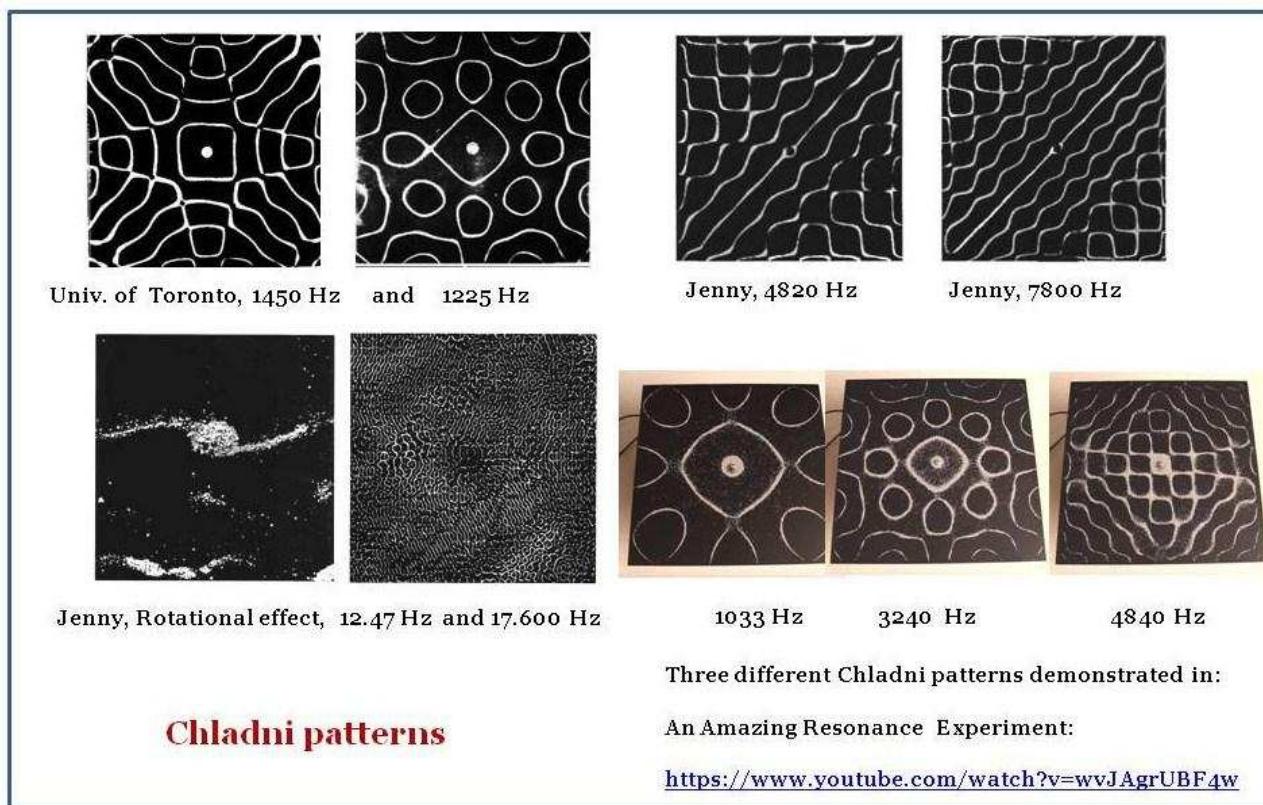 Univ. of Toronto, 1450 Hz and 1225 Hz
Jenny, 4820 Hz
Jenny, 7800 Hz
Jenny, Rotational effect, 12.47 Hz and 17.600 Hz
1033 Hz
3240 Hz
4840 Hz
Three different Chladni patterns demonstrated in:
An Amazing Resonance Experiment:
https://www.youtube.com/watch?v=wvJAgrUBF4w
Chladni patterns